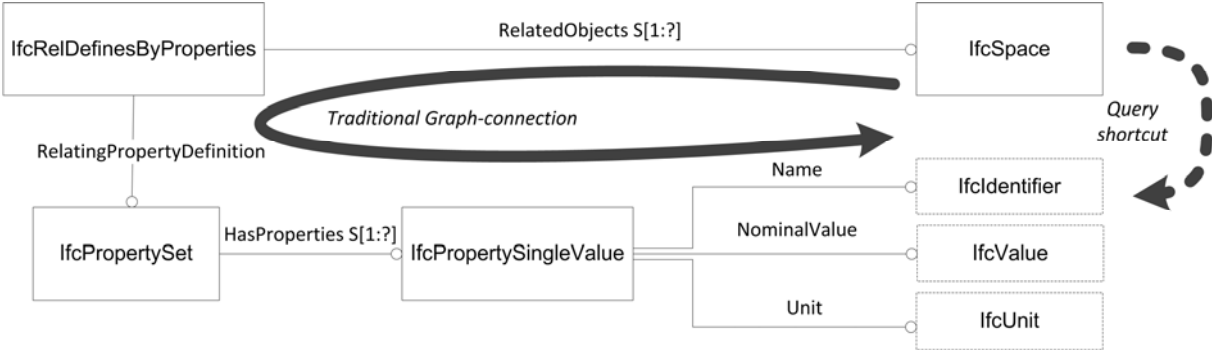 RelatedObjects S[1:?]
IfcRelDefinesByProperties
IfcSpace
Traditional Graph-connection
Query
shortcut
RelatingPropertyDefinition
Name
IfcIdentifier
HasProperties S[1:?]
NominalValue
IfcPropertySet
IfcPropertySingleValue
IfcValue
Unit
IfcUnit